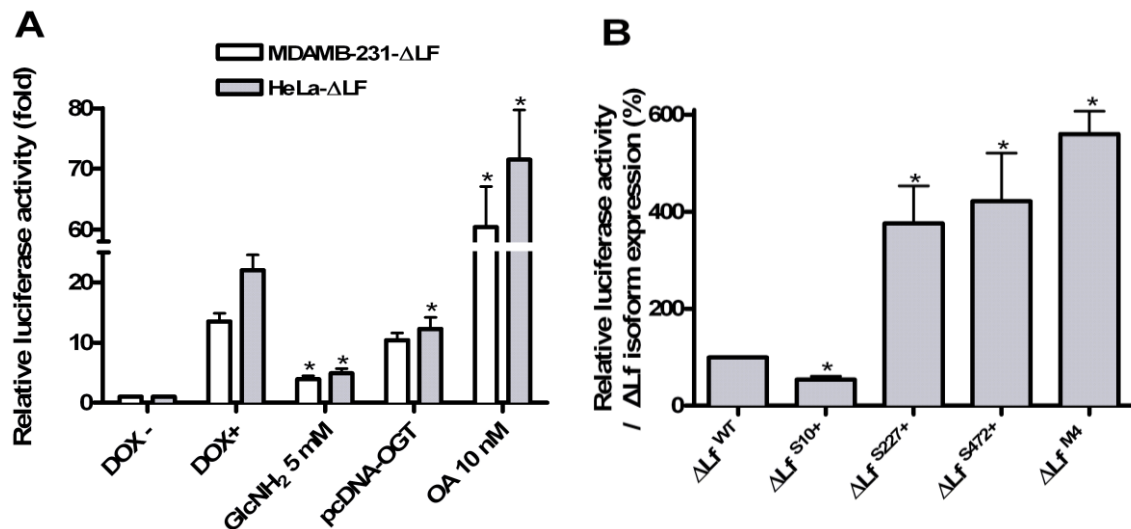 A
MDAMB-231-ΔLF
HeLa-ΔLF
Relative luciferase activity (fold)
80
70
60
20
10
0
*
*
*
*
*
*
DOX -
DOX+
GlcNH₂ 5 mM
pcDNA-OGT
OA 10 nM
B
Relative luciferase activity
/ ΔLf isoform expression (%)
600
400
200
0
*
*
*
*
ΔLf WT
ΔLf S10+
ΔLf S227+
ΔLf S472+
ΔLf M4